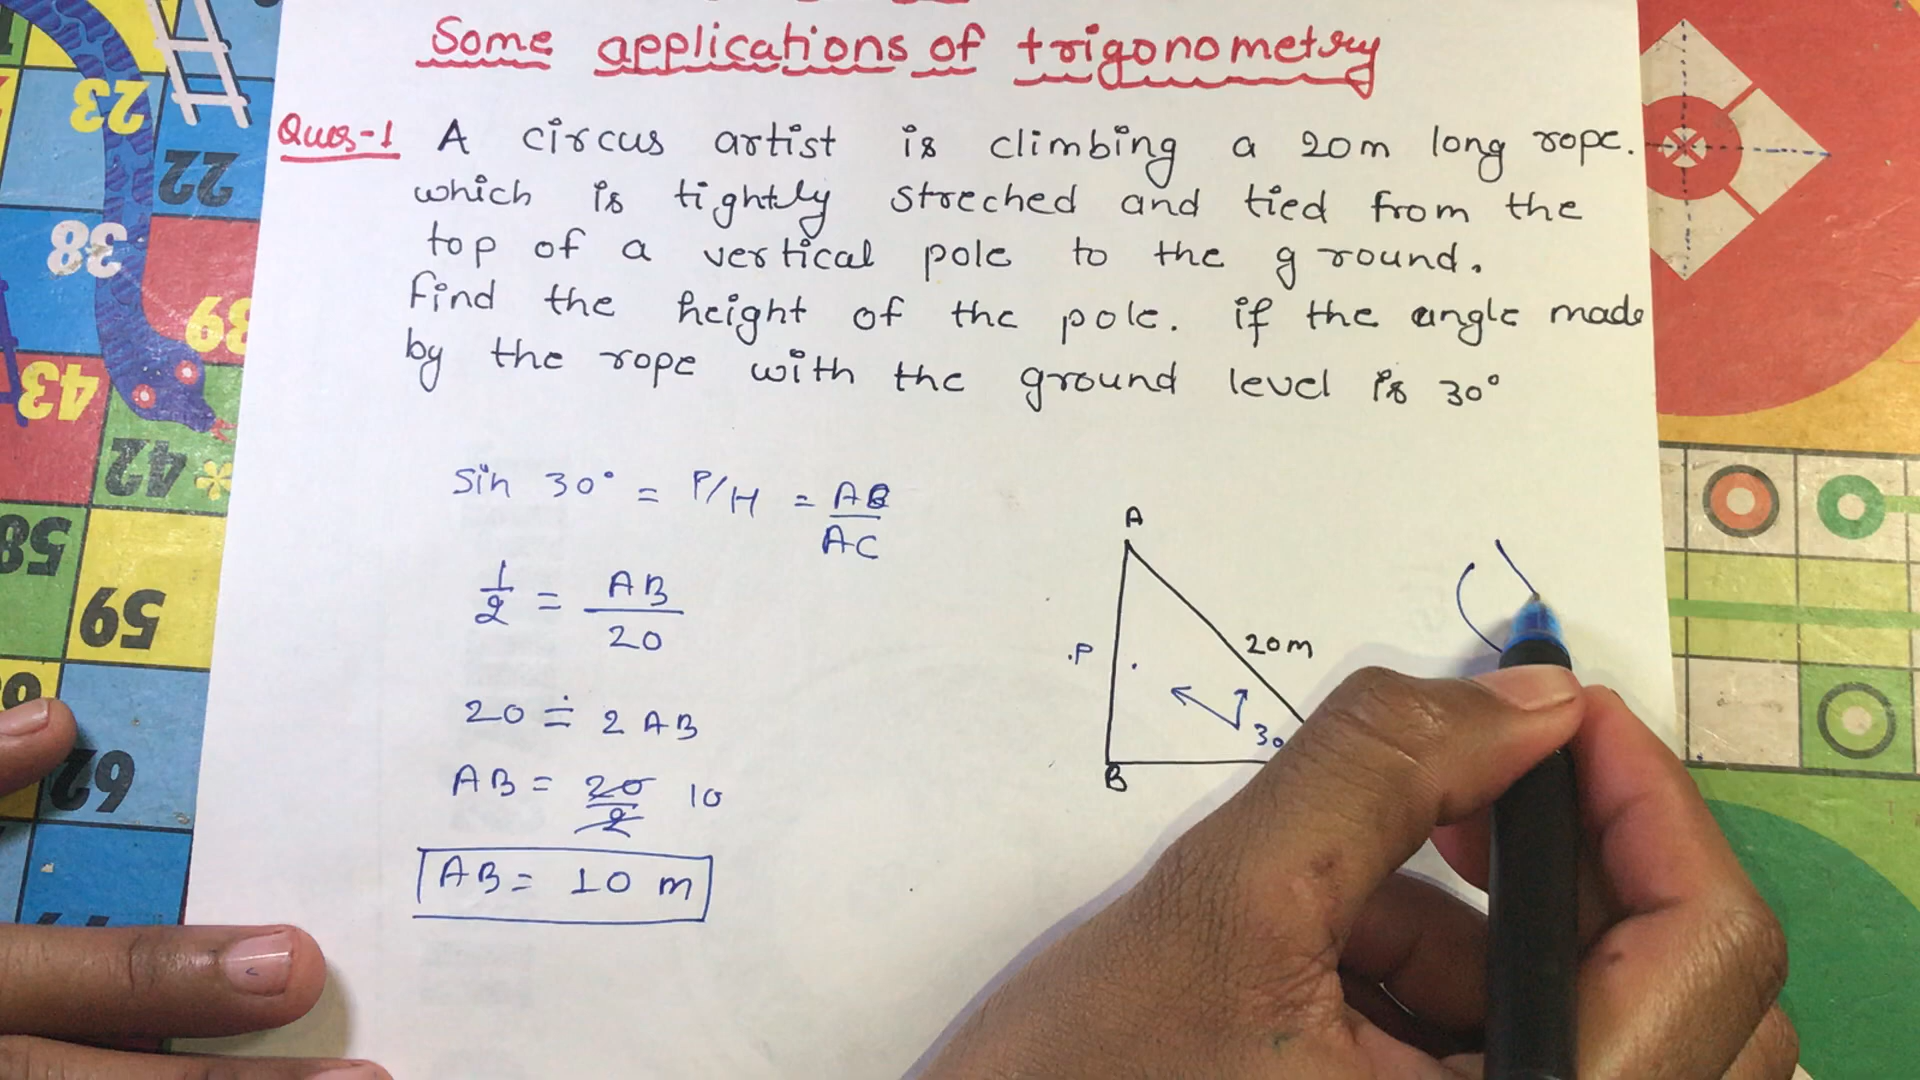 Some applications of trigonometry
Ques-1 A circus artist is climbing a 20m long rope.
which is tightly streched and tied from the
top of a vertical pole to the ground.
find the height of the pole. if the angle made
by the rope with the ground level is 30°
Sin 30° = P/H = AB/AC
1/2 = AB/20
20 = 2 AB
AB = 20/2 10
AB = 10 m
A
20m
P
30
B
23
22
38
39
43
42
58
59
62